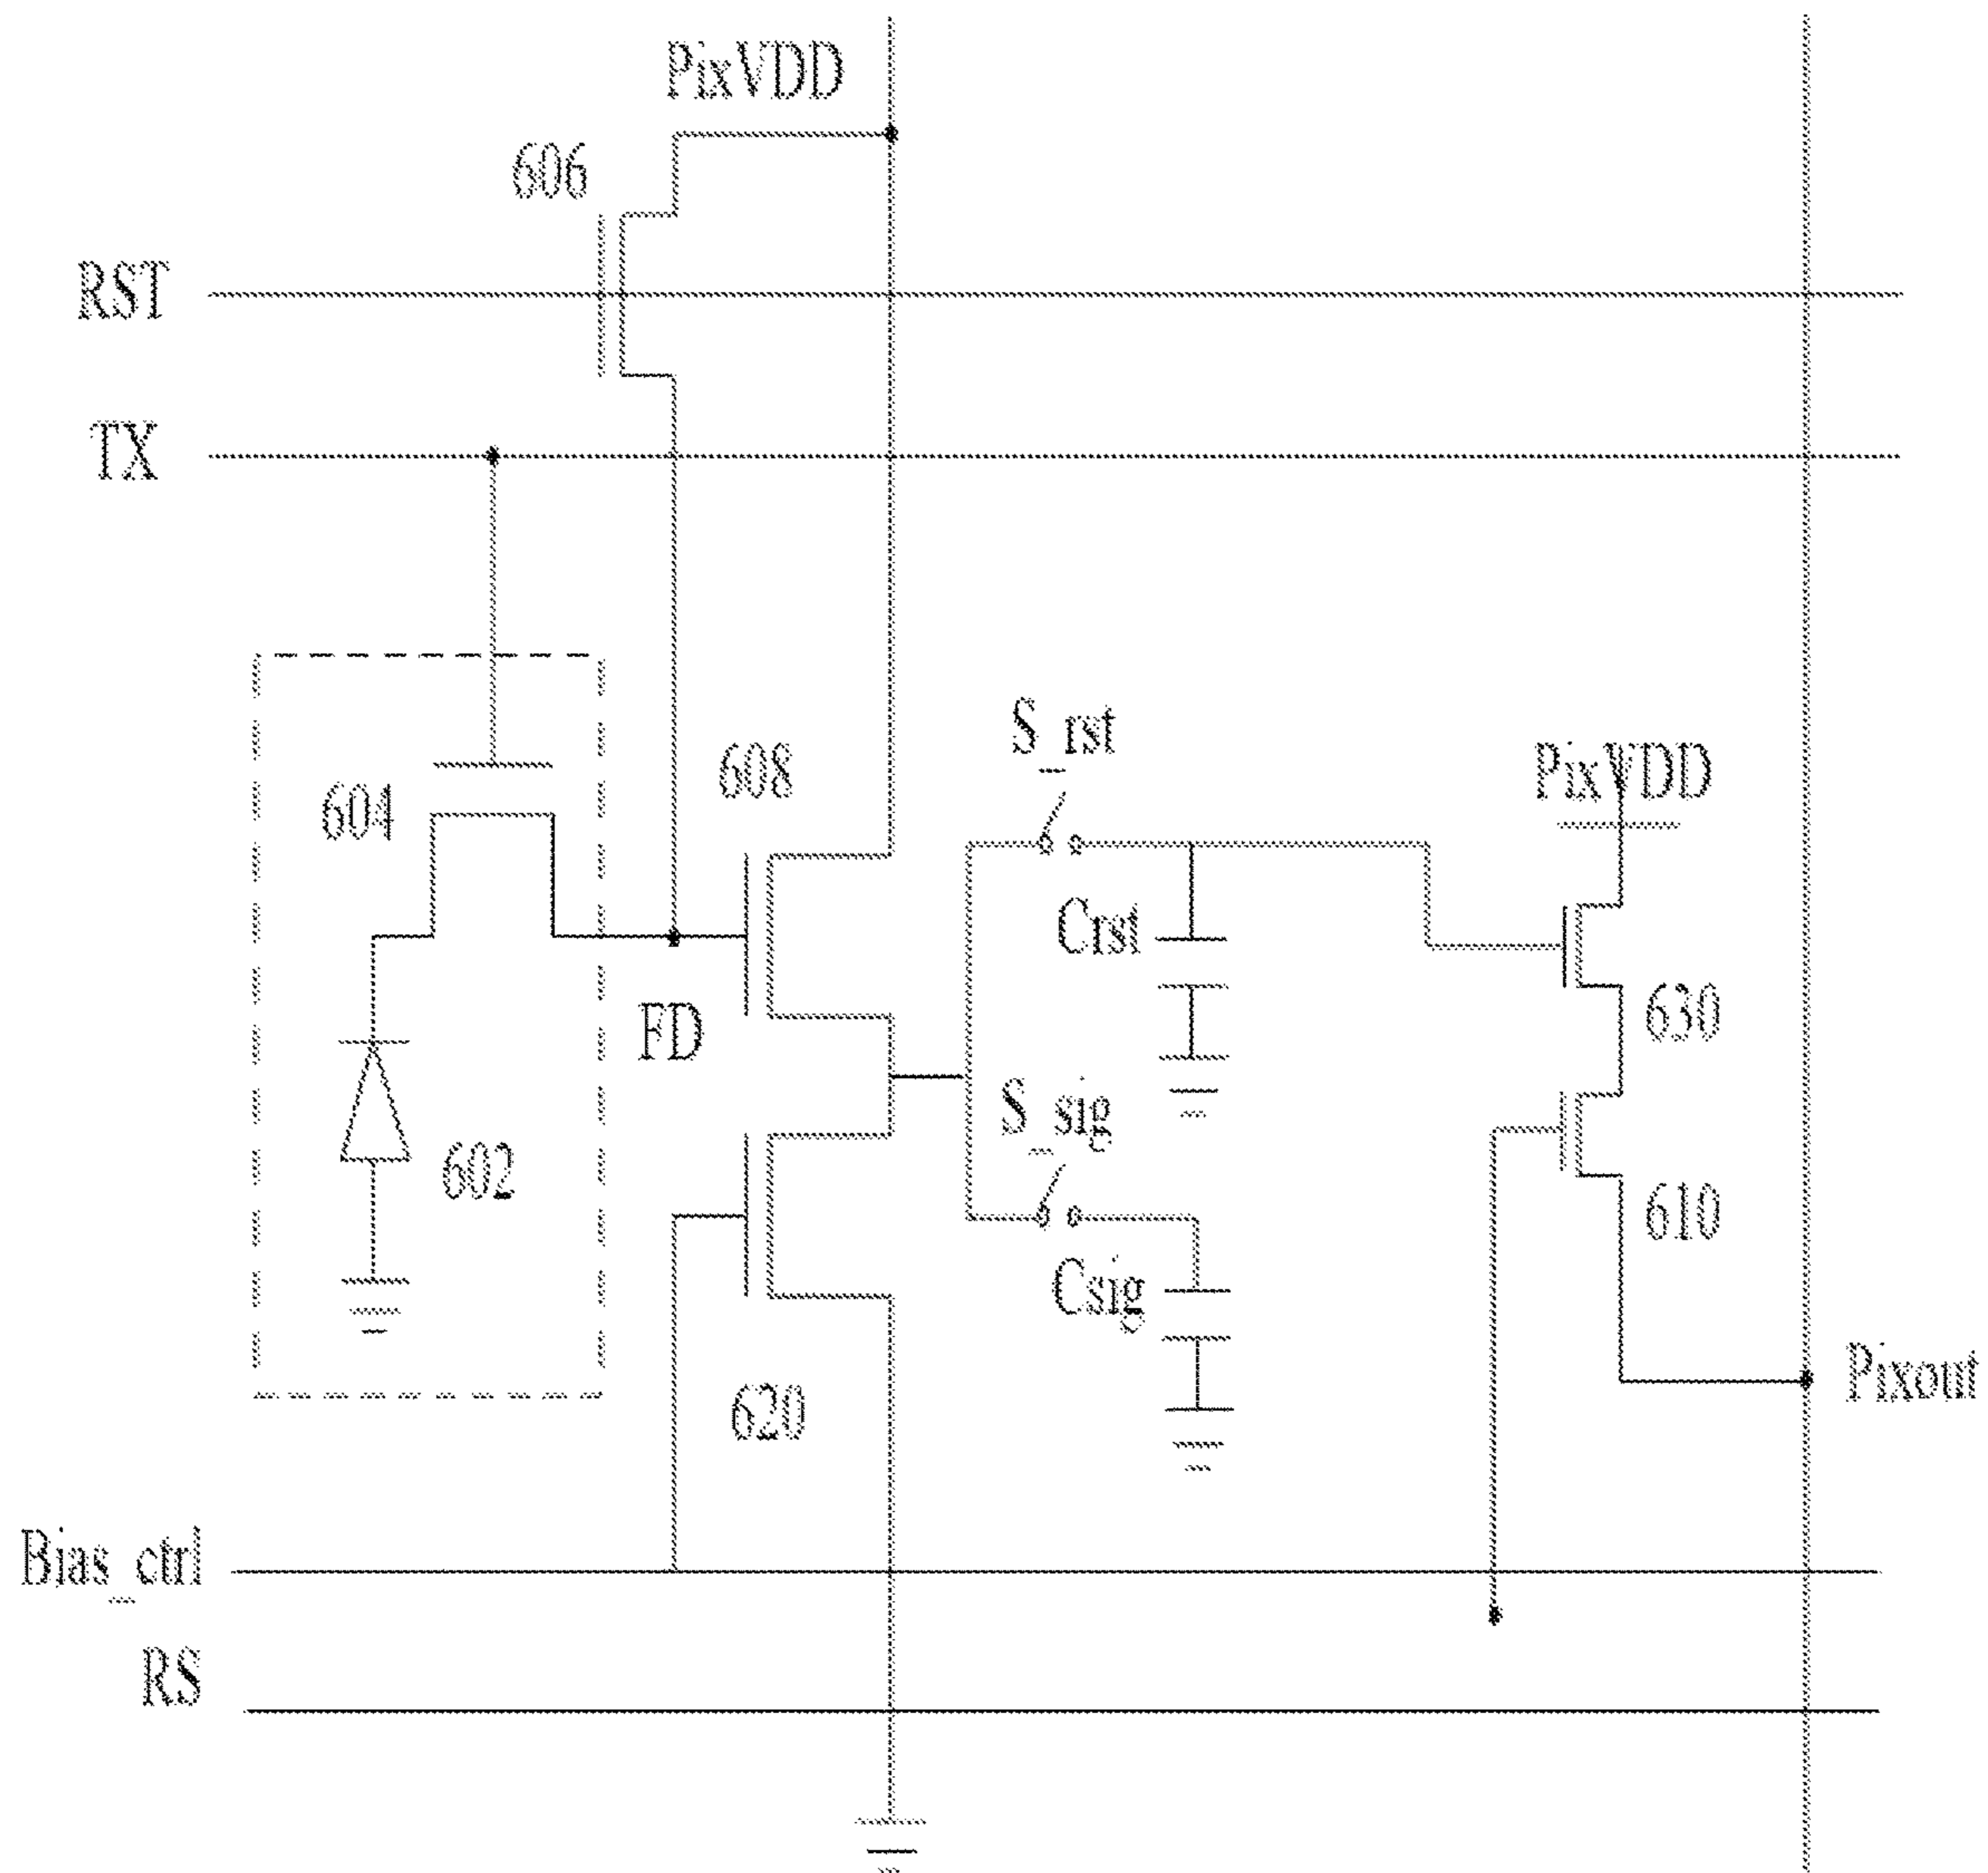 PixVDD
606
RST
TX
S_rst
608
PixVDD
604
Crst
630
FD
S_sig
602
610
Csig
Pixout
620
Bias_ctrl
RS